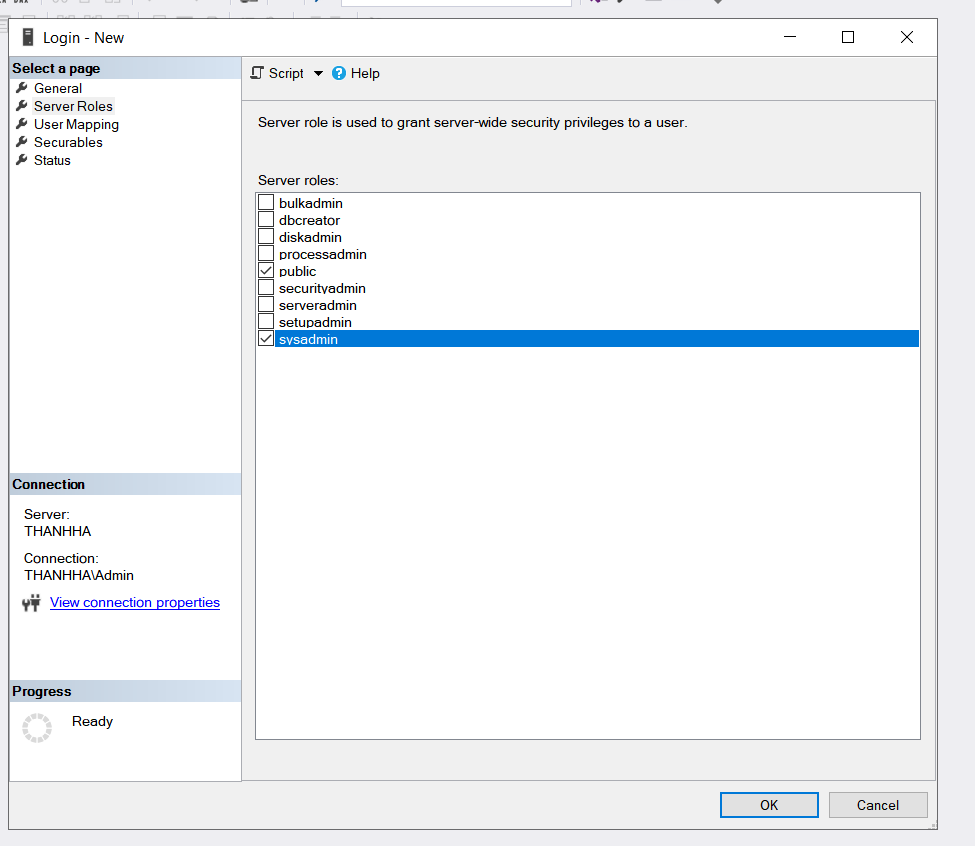 Login - New
Select a page
General
Server Roles
User Mapping
Securables
Status
Script
Help
Server role is used to grant server-wide security privileges to a user.
Server roles:
bulkadmin
dbcreator
diskadmin
processadmin
public
securityadmin
serveradmin
setupadmin
sysadmin
Connection
Server:
THANHHA
Connection:
THANHHA\Admin
View connection properties
Progress
Ready
OK
Cancel